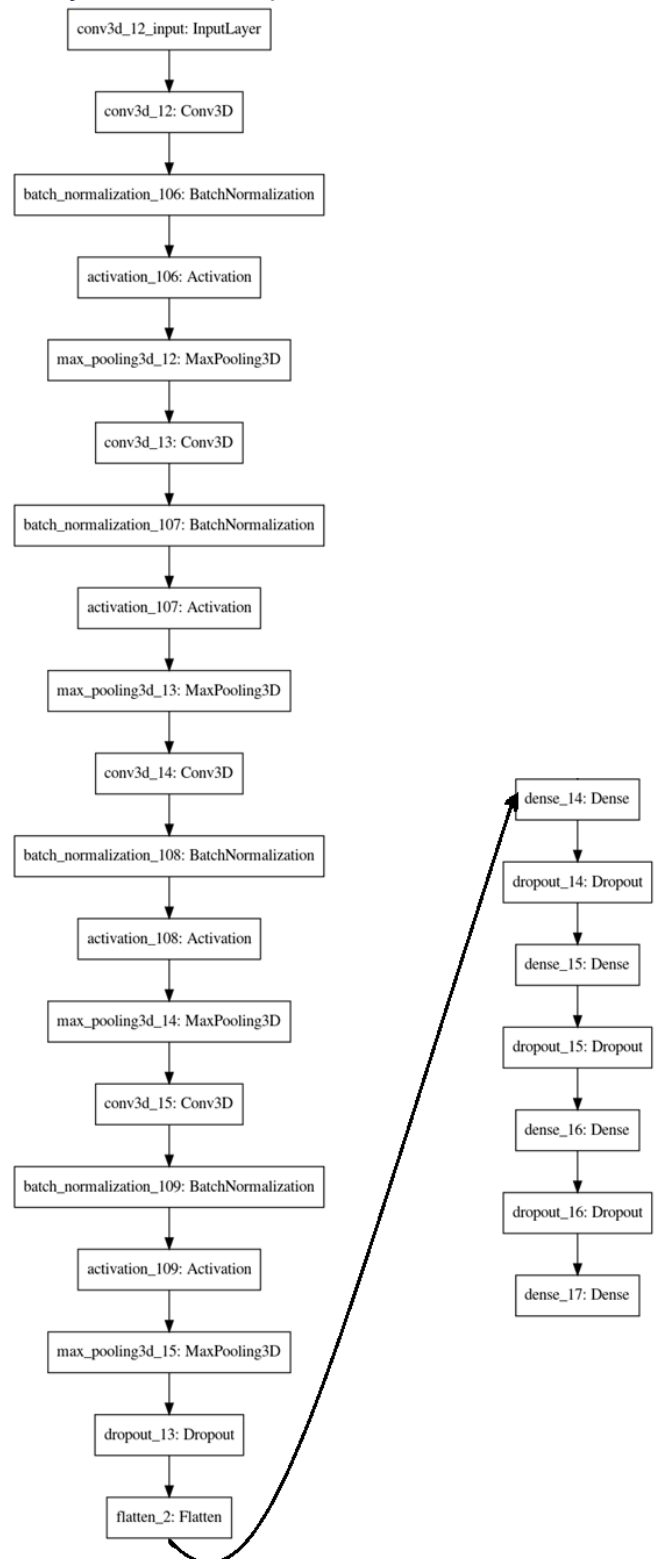 conv3d_12_input: InputLayer
conv3d_12: Conv3D
batch_normalization_106: BatchNormalization
activation_106: Activation
max_pooling3d_12: MaxPooling3D
conv3d_13: Conv3D
batch_normalization_107: BatchNormalization
activation_107: Activation
max_pooling3d_13: MaxPooling3D
conv3d_14: Conv3D
batch_normalization_108: BatchNormalization
activation_108: Activation
max_pooling3d_14: MaxPooling3D
conv3d_15: Conv3D
batch_normalization_109: BatchNormalization
activation_109: Activation
max_pooling3d_15: MaxPooling3D
dropout_13: Dropout
flatten_2: Flatten
dense_14: Dense
dropout_14: Dropout
dense_15: Dense
dropout_15: Dropout
dense_16: Dense
dropout_16: Dropout
dense_17: Dense